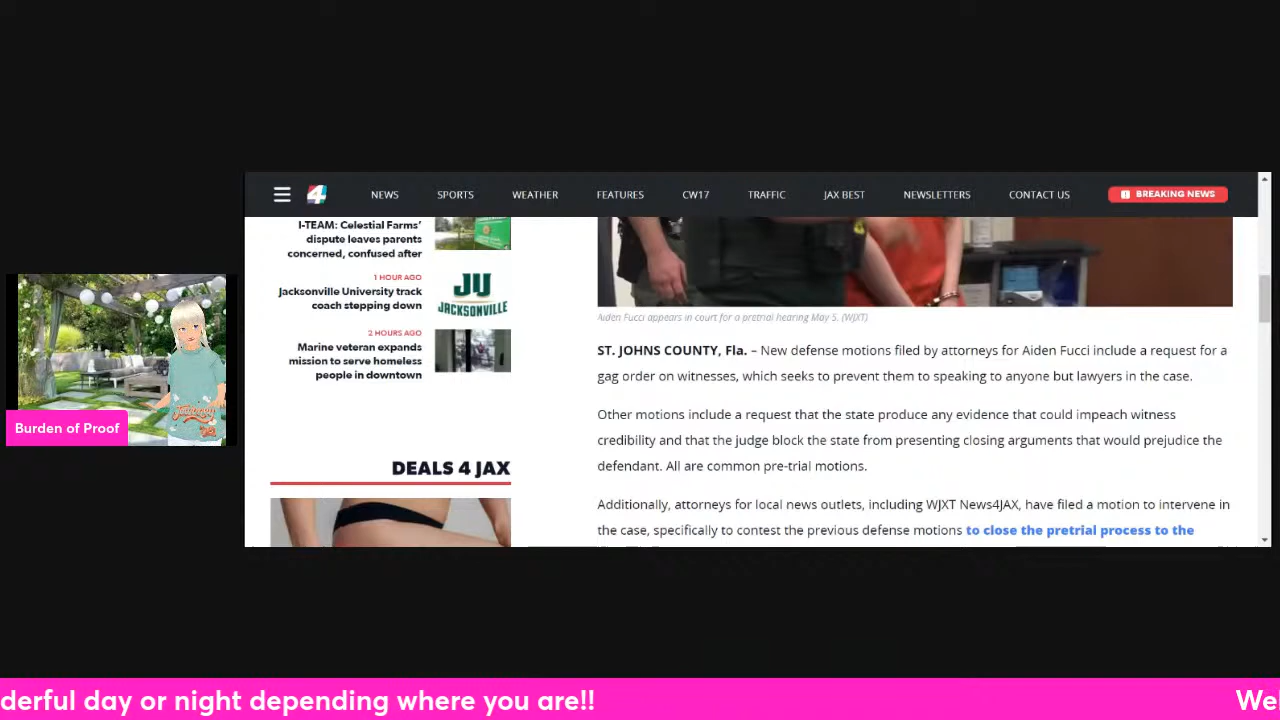 4
NEWS
SPORTS
WEATHER
FEATURES
CW17
TRAFFIC
JAX BEST
NEWSLETTERS
CONTACT US
BREAKING NEWS
I-TEAM: Celestial Farms’
dispute leaves parents
concerned, confused after
1 HOUR AGO
Jacksonville University track
coach stepping down
JU
JACKSONVILLE
2 HOURS AGO
Marine veteran expands
mission to serve homeless
people in downtown
DEALS 4 JAX
Aiden Fucci appears in court for a pretrial hearing May 5. (WJXT)
ST. JOHNS COUNTY, Fla. – New defense motions filed by attorneys for Aiden Fucci include a request for a
gag order on witnesses, which seeks to prevent them to speaking to anyone but lawyers in the case.
Other motions include a request that the state produce any evidence that could impeach witness
credibility and that the judge block the state from presenting closing arguments that would prejudice the
defendant. All are common pre-trial motions.
Additionally, attorneys for local news outlets, including WJXT News4JAX, have filed a motion to intervene in
the case, specifically to contest the previous defense motions to close the pretrial process to the
Burden of Proof
derful day or night depending where you are!!
Wel